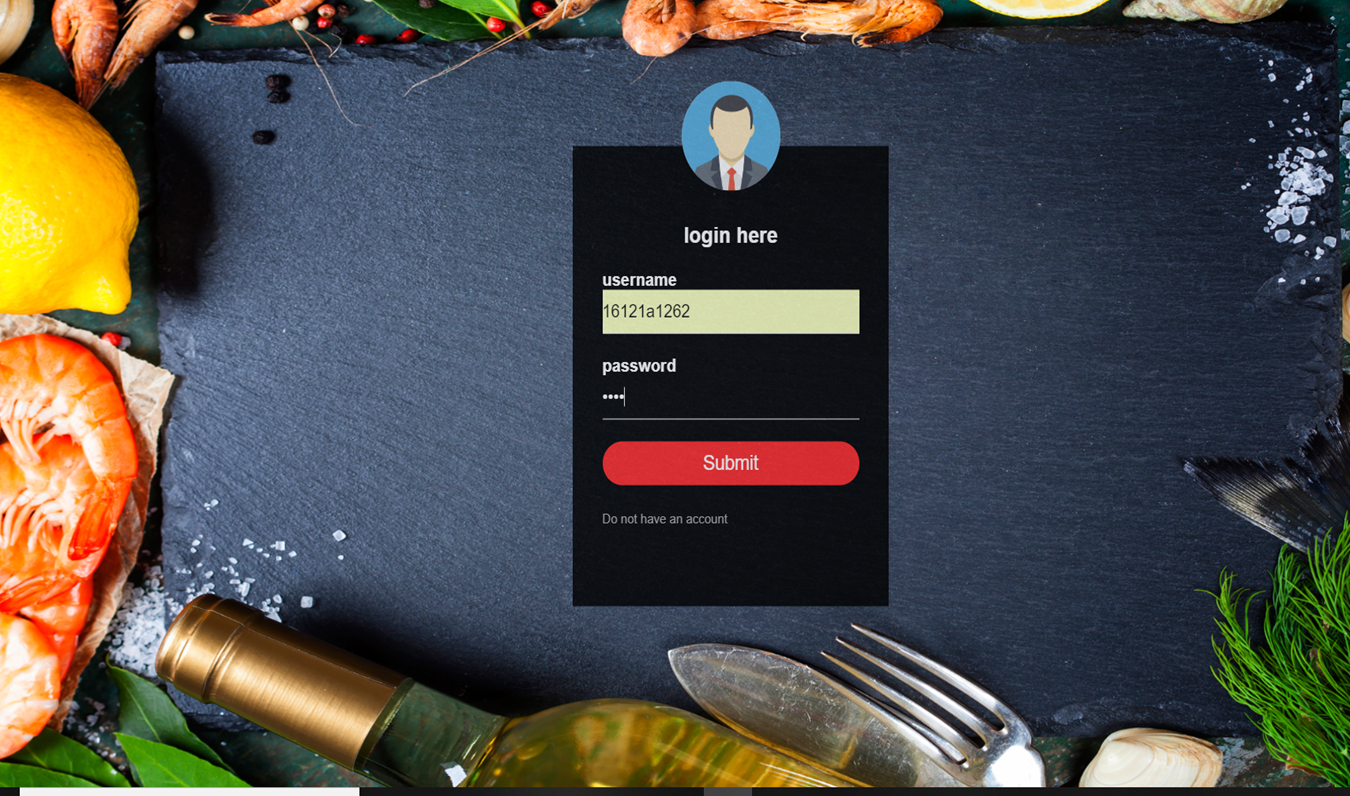 login here
username
16121a1262
password
••••
Submit
Do not have an account